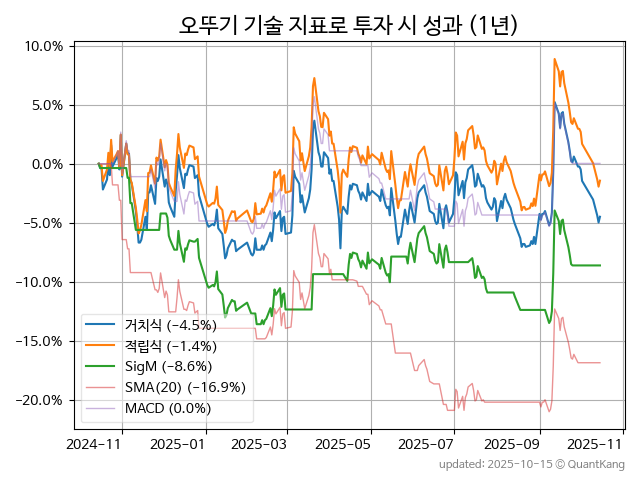 오뚜기 기술 지표로 투자 시 성과 (1년)
10.0%
5.0%
0.0%
−5.0%
−10.0%
−15.0%
−20.0%
거치식 (−4.5%)
적립식 (−1.4%)
SigM (−8.6%)
SMA(20) (−16.9%)
MACD (0.0%)
2024−11 2025−01 2025−03 2025−05 2025−07 2025−09 2025−11
updated: 2025-10-15 © QuantKang